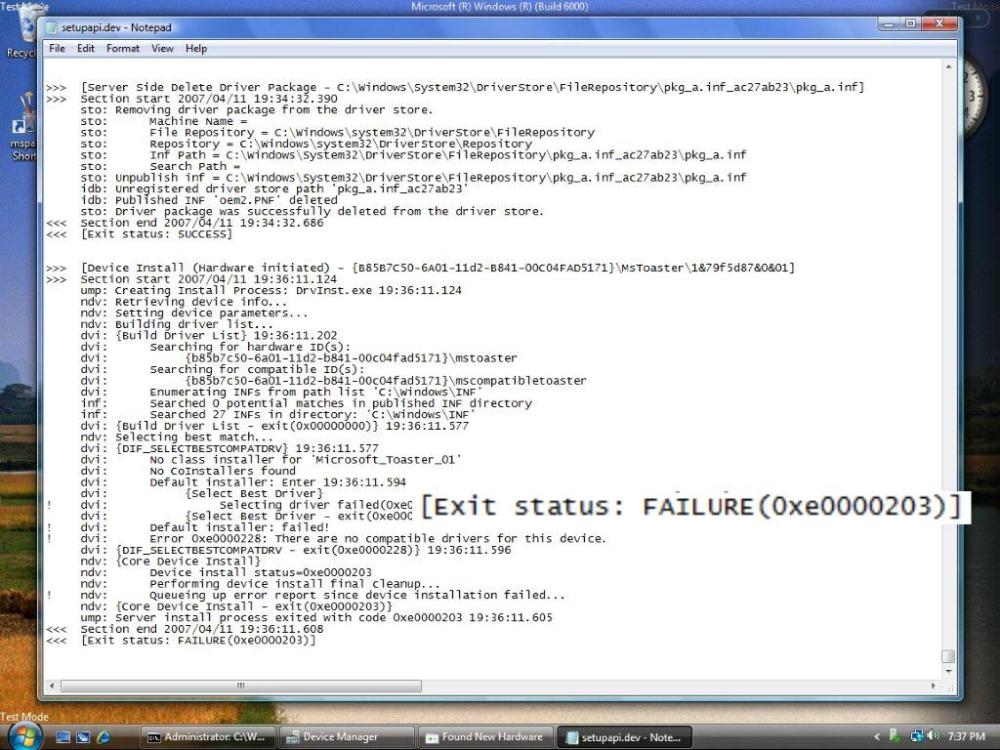 Test Mode
Microsoft (R) Windows (R) (Build 6000)
Test Mode
setupapi.dev - Notepad
File Edit Format View Help
>>> [Server Side Delete Driver Package - C:\Windows\System32\DriverStore\FileRepository\pkg_a.inf_ac27ab23\pkg_a.inf]
>>> Section start 2007/04/11 19:34:32.390
sto: Removing driver package from the driver store.
sto: Machine Name =
sto: File Repository = C:\Windows\system32\DriverStore\FileRepository
sto: Repository = C:\Windows\system32\DriverStore\Repository
sto: Inf Path = C:\Windows\System32\DriverStore\FileRepository\pkg_a.inf_ac27ab23\pkg_a.inf
sto: Search Path =
sto: Unpublish inf = C:\Windows\System32\DriverStore\FileRepository\pkg_a.inf_ac27ab23\pkg_a.inf
idb: Unregistered driver store path 'pkg_a.inf_ac27ab23'
idb: Published INF 'oem2.PNF' deleted
sto: Driver package was successfully deleted from the driver store.
<<< Section end 2007/04/11 19:34:32.686
<<< [Exit status: SUCCESS]
>>> [Device Install (Hardware initiated) - {B85B7C50-6A01-11d2-B841-00C04FAD5171}\MsToaster\1&79f5d87&0&01]
>>> Section start 2007/04/11 19:36:11.124
ump: Creating Install Process: DrvInst.exe 19:36:11.124
ndv: Retrieving device info...
ndv: Setting device parameters...
ndv: Building driver list...
dvi: {Build Driver List} 19:36:11.202
dvi: Searching for hardware ID(s):
dvi: {b85b7c50-6a01-11d2-b841-00c04fad5171}\mstoaster
dvi: Searching for compatible ID(s):
dvi: {b85b7c50-6a01-11d2-b841-00c04fad5171}\mscompatibletoaster
dvi: Enumerating INFs from path list 'C:\Windows\INF'
inf: Searched 0 potential matches in published INF directory
inf: Searched 27 INFs in directory: 'C:\Windows\INF'
dvi: {Build Driver List - exit(0x00000000)} 19:36:11.577
ndv: Selecting best match...
dvi: {DIF_SELECTBESTCOMPATDRV} 19:36:11.577
dvi: No class installer for 'Microsoft_Toaster_01'
dvi: No CoInstallers found
dvi: Default installer: Enter 19:36:11.594
dvi: {Select Best Driver}
! dvi: Selecting driver failed(0xe0
dvi: {Select Best Driver - exit(0xe000
[Exit status: FAILURE(0xe0000203)]
! dvi: Default installer: failed!
! dvi: Error 0xe0000228: There are no compatible drivers for this device.
dvi: {DIF_SELECTBESTCOMPATDRV - exit(0xe0000228)} 19:36:11.596
ndv: {Core Device Install}
ndv: Device install status=0xe0000203
ndv: Performing device install final cleanup...
! ndv: Queueing up error report since device installation failed...
ndv: {Core Device Install - exit(0xe0000203)}
ump: Server install process exited with code 0xe0000203 19:36:11.605
<<< Section end 2007/04/11 19:36:11.608
<<< [Exit status: FAILURE(0xe0000203)]
Recyc
mspa
Short
3
Test Mode
Administrator: C:\W...
Device Manager
Found New Hardware
setupapi.dev - Note...
7:37 PM